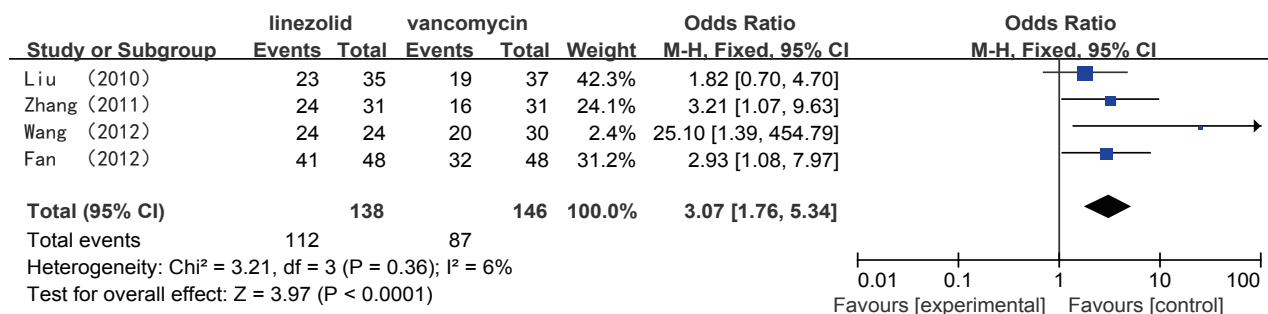 linezolid vancomycin Odds Ratio Odds Ratio
Study or Subgroup Events Total Events Total Weight M-H, Fixed, 95% CI M-H, Fixed, 95% CI
Liu （2010） 23 35 19 37 42.3% 1.82 [0.70, 4.70]
Zhang （2011） 24 31 16 31 24.1% 3.21 [1.07, 9.63]
Wang （2012） 24 24 20 30 2.4% 25.10 [1.39, 454.79]
Fan （2012） 41 48 32 48 31.2% 2.93 [1.08, 7.97]
Total (95% CI) 138 146 100.0% 3.07 [1.76, 5.34]
Total events 112 87
Heterogeneity: Chi² = 3.21, df = 3 (P = 0.36); I² = 6%
Test for overall effect: Z = 3.97 (P < 0.0001)
0.01 0.1 1 10 100
Favours [experimental] Favours [control]